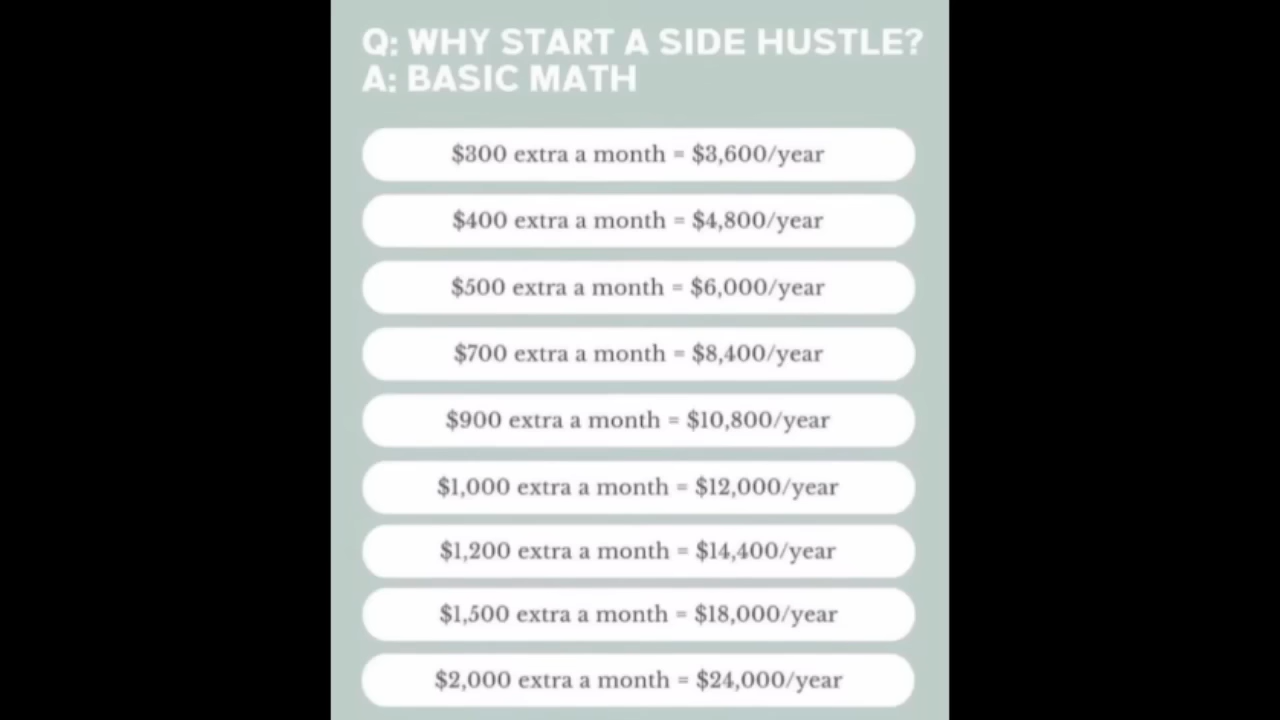 Q: WHY START A SIDE HUSTLE?
A: BASIC MATH
$300 extra a month = $3,600/year
$400 extra a month = $4,800/year
$500 extra a month = $6,000/year
$700 extra a month = $8,400/year
$900 extra a month = $10,800/year
$1,000 extra a month = $12,000/year
$1,200 extra a month = $14,400/year
$1,500 extra a month = $18,000/year
$2,000 extra a month = $24,000/year